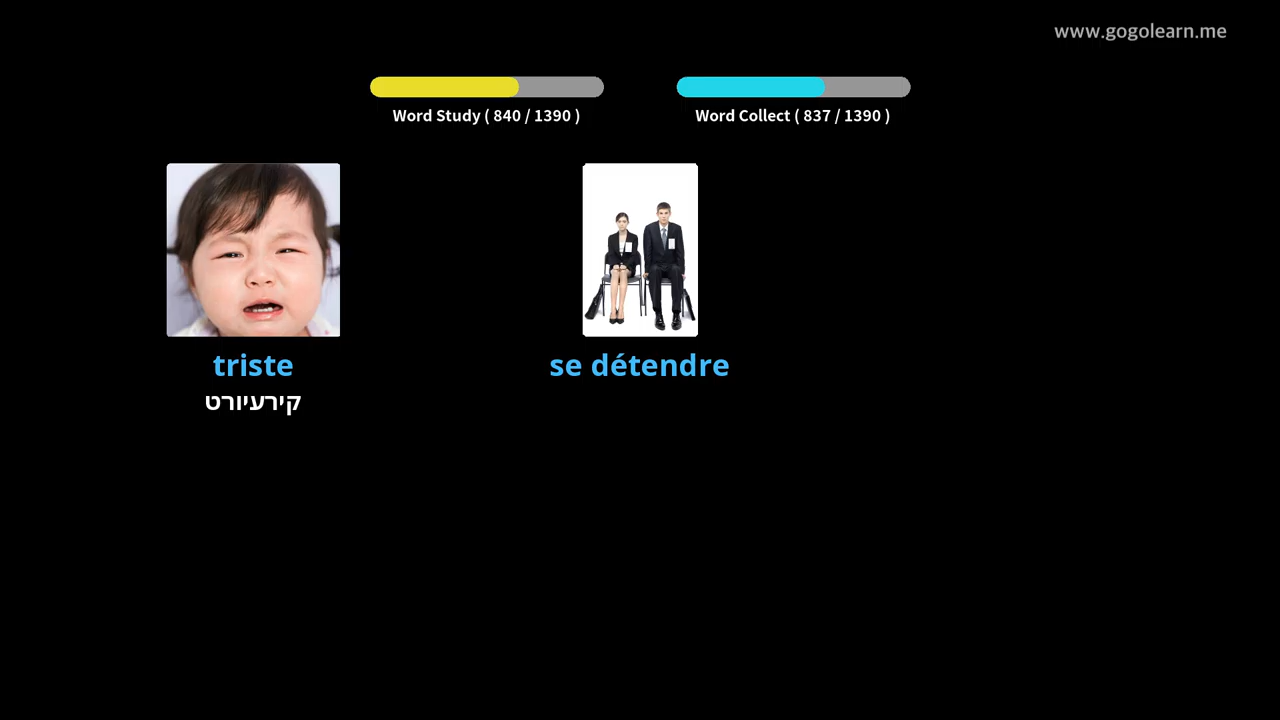 www.gogolearn.me
Word Study ( 840 / 1390 )
Word Collect ( 837 / 1390 )
triste
קירעיורט
se détendre